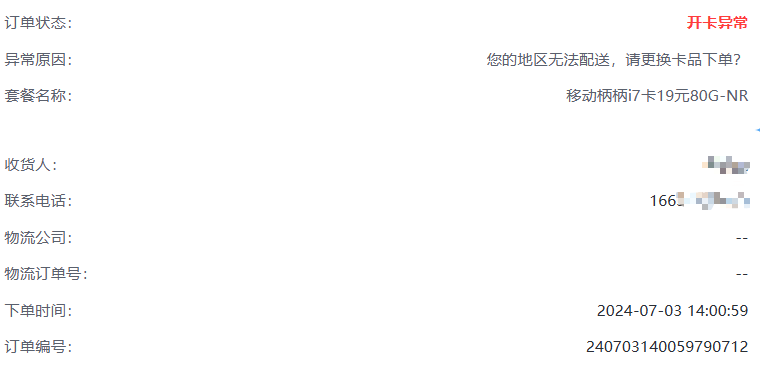 订单状态： 开卡异常
异常原因： 您的地区无法配送，请更换卡品下单？
套餐名称： 移动柄柄i7卡19元80G-NR
收货人：
联系电话： 166
物流公司： --
物流订单号： --
下单时间： 2024-07-03 14:00:59
订单编号： 240703140059790712